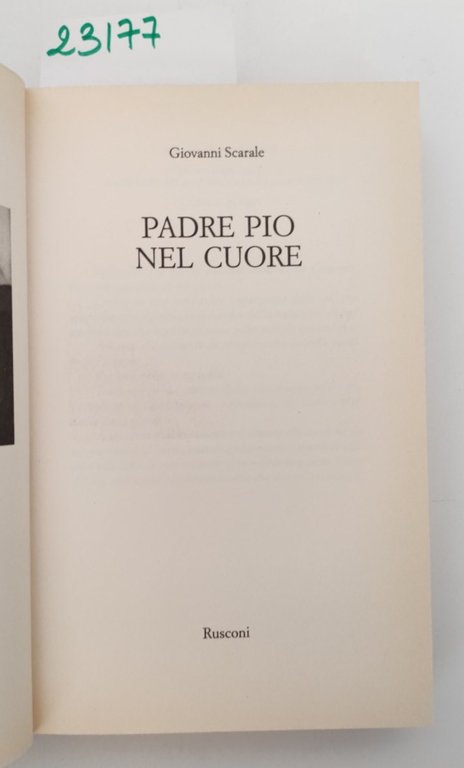 23177
Giovanni Scarale
PADRE PIO
NEL CUORE
Rusconi